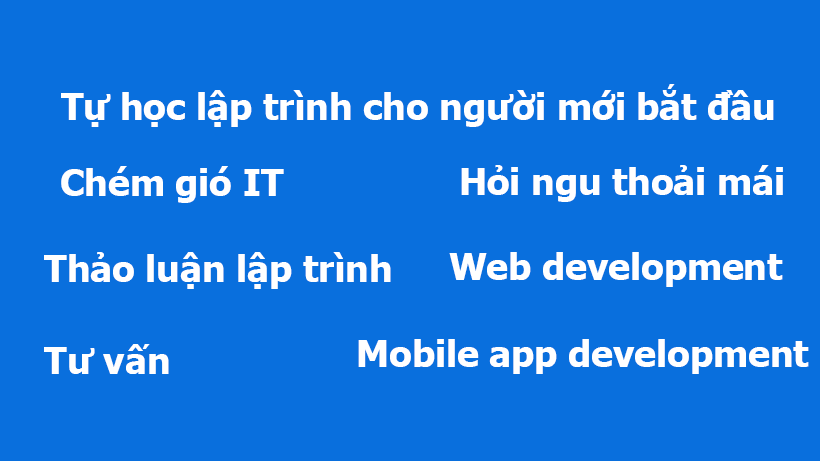 Tự học lập trình cho người mới bắt đâu
Chém gió IT
Hỏi ngu thoải mái
Thảo luận lập trình
Web development
Tư vấn
Mobile app development